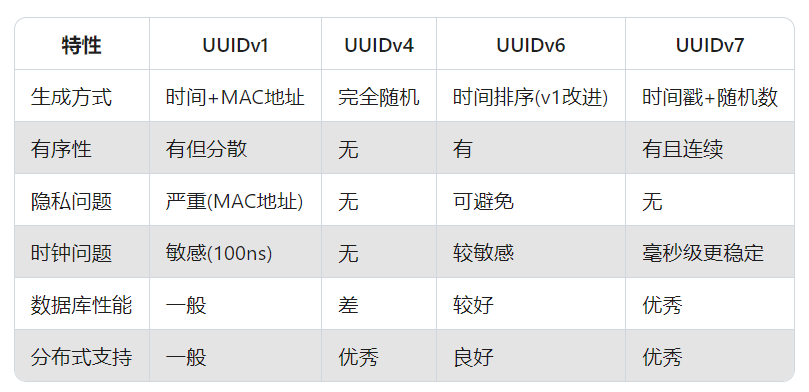 特性 UUIDv1 UUIDv4 UUIDv6 UUIDv7
生成方式 时间+MAC地址 完全随机 时间排序(v1改进) 时间戳+随机数
有序性 有但分散 无 有 有且连续
隐私问题 严重(MAC地址) 无 可避免 无
时钟问题 敏感(100ns) 无 较敏感 毫秒级更稳定
数据库性能 一般 差 较好 优秀
分布式支持 一般 优秀 良好 优秀